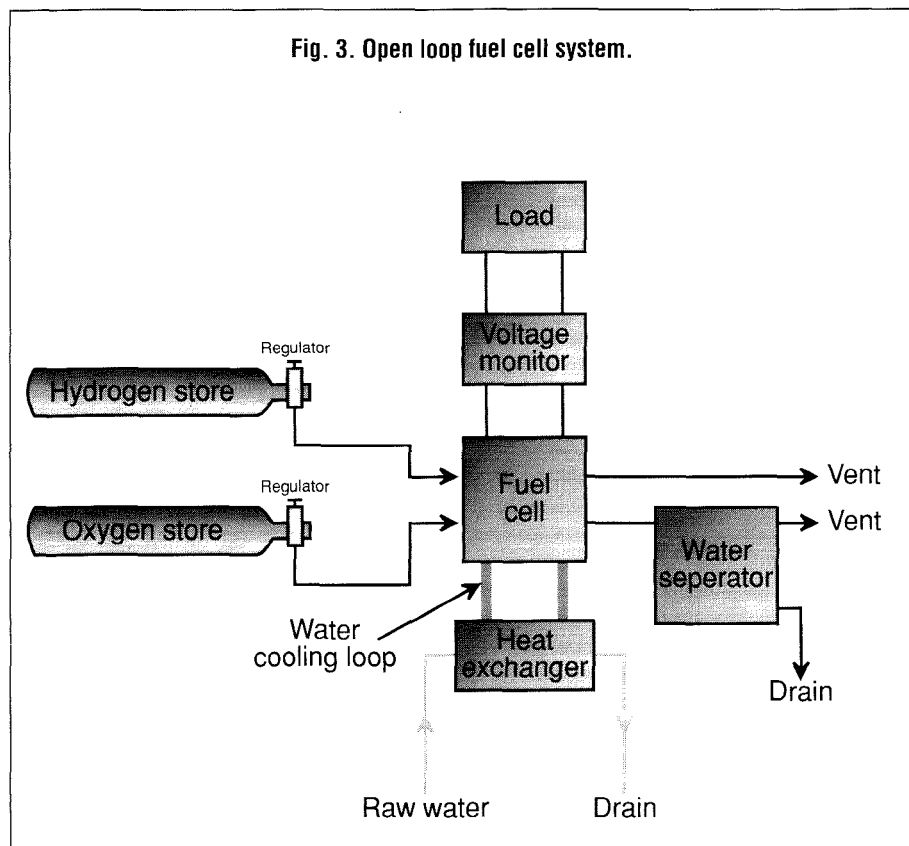 Fig. 3. Open loop fuel cell system.
Load
Voltage
monitor
Regulator
Hydrogen store
Fuel
cell
Vent
Regulator
Oxygen store
Vent
Water
seperator
Water
cooling loop
Heat
exchanger
Drain
Raw water
Drain